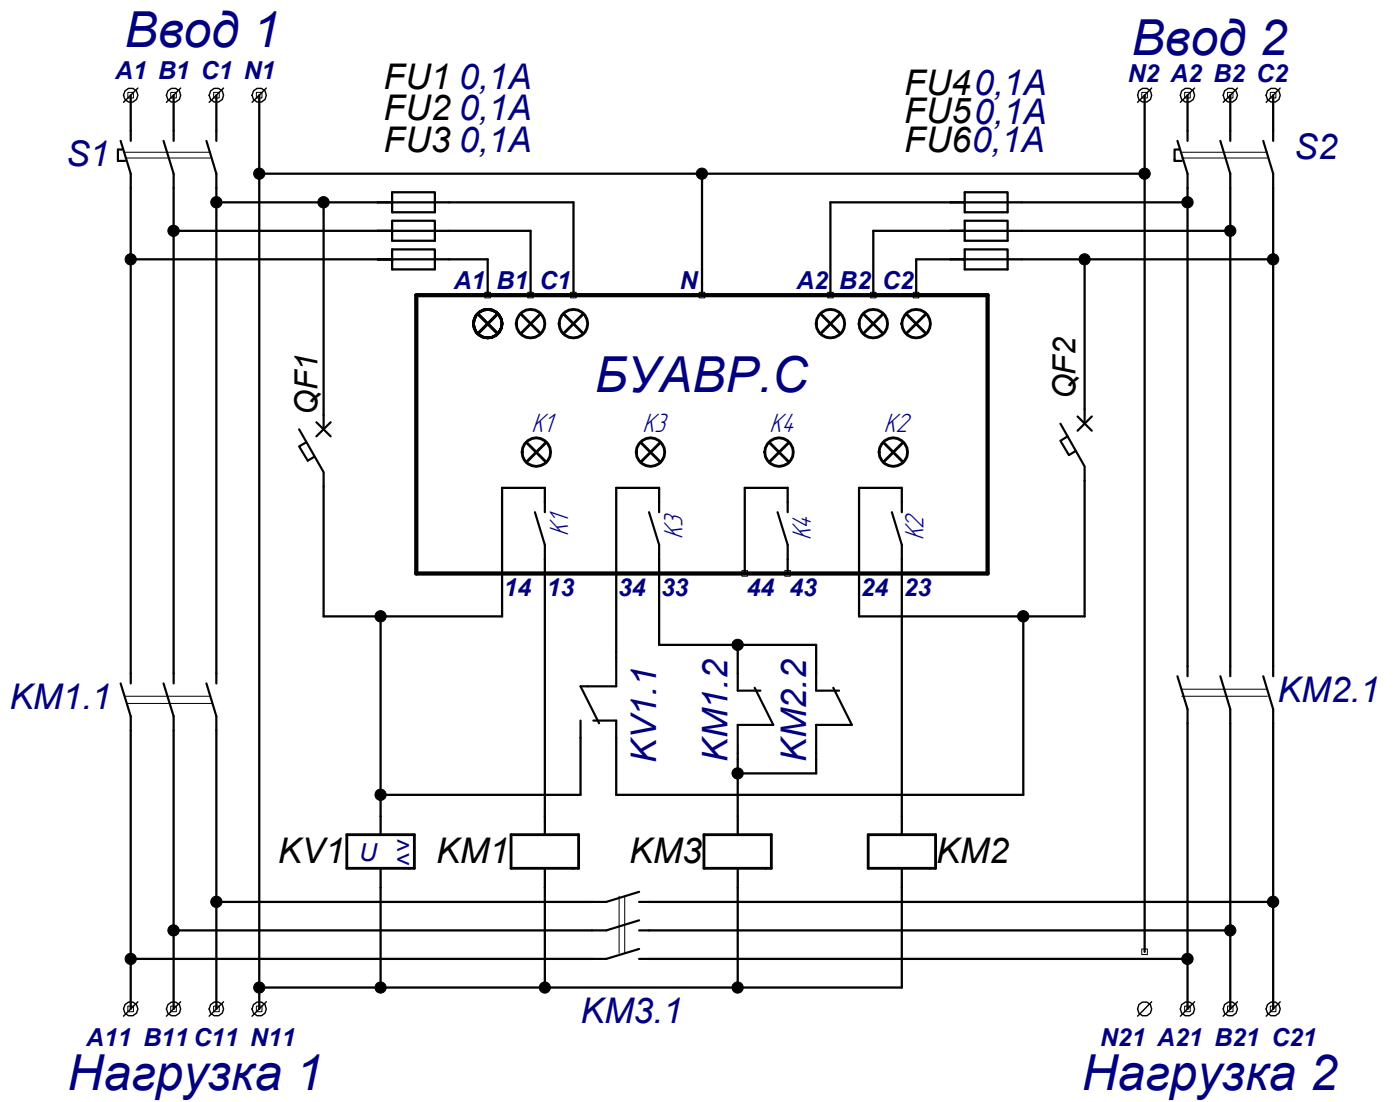 Ввод 1
Ввод 2
A1 B1 C1 N1
N2 A2 B2 C2
FU1 0,1A
FU2 0,1A
FU3 0,1A
FU4 0,1A
FU5 0,1A
FU6 0,1A
S1
S2
A1 B1 C1 N A2 B2 C2
БУАВР.С
QF1
QF2
K1 K3 K4 K2
K1 K3 K4 K2
14 13 34 33 44 43 24 23
KM1.1
KV1.1
KM1.2
KM2.2
KM2.1
KV1 U >> KM1 KM3 KM2
KM3.1
A11 B11 C11 N11
N21 A21 B21 C21
Нагрузка 1
Нагрузка 2